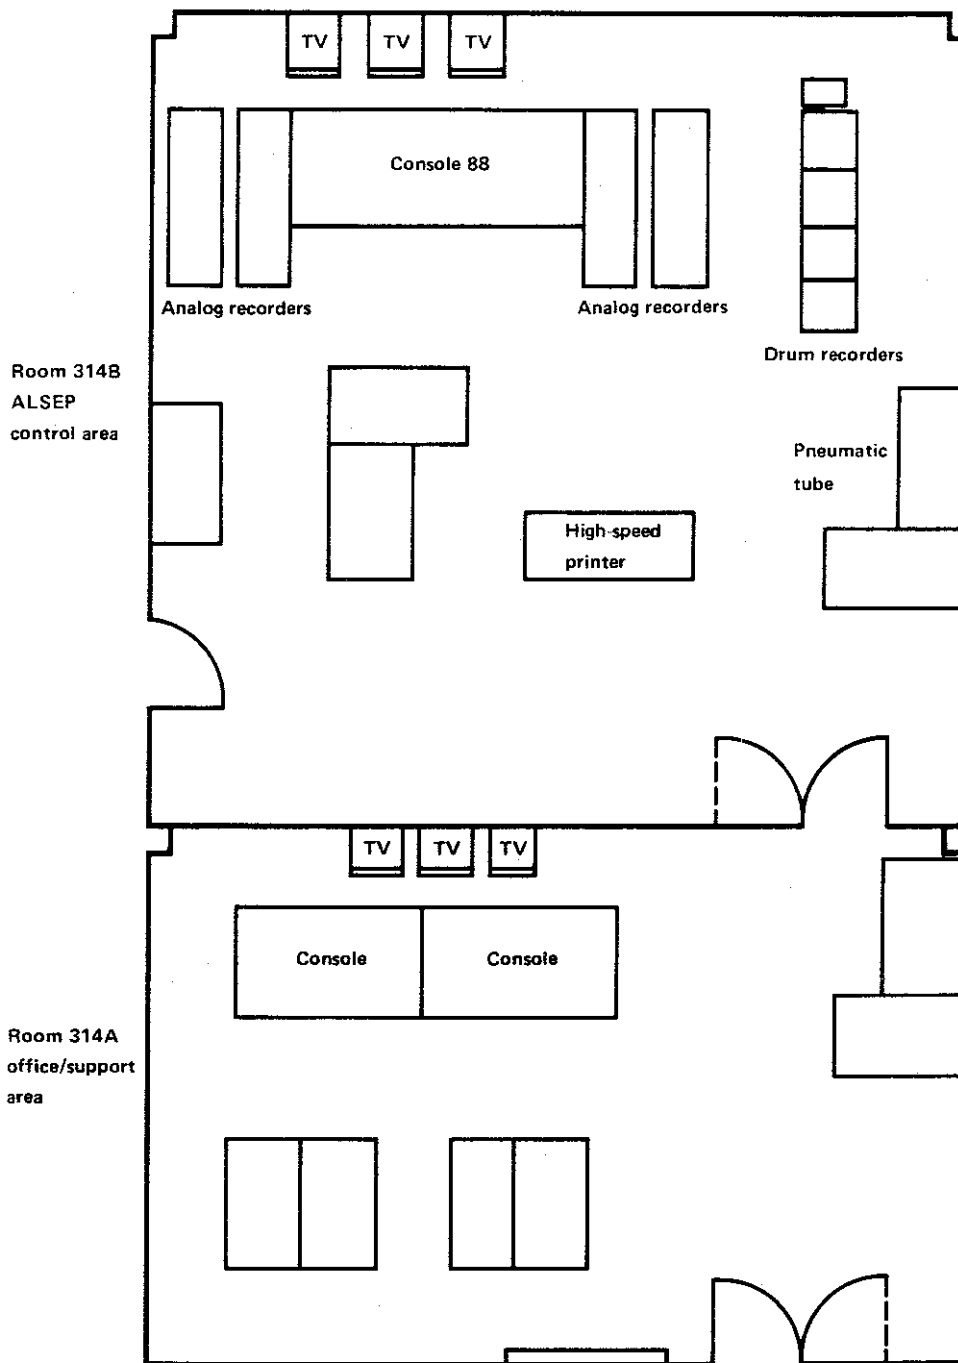 TV TV TV
Console 88
Analog recorders
Analog recorders
Drum recorders
Room 314B
ALSEP
control area
Pneumatic
tube
High-speed
printer
TV TV TV
Console Console
Room 314A
office/support
area